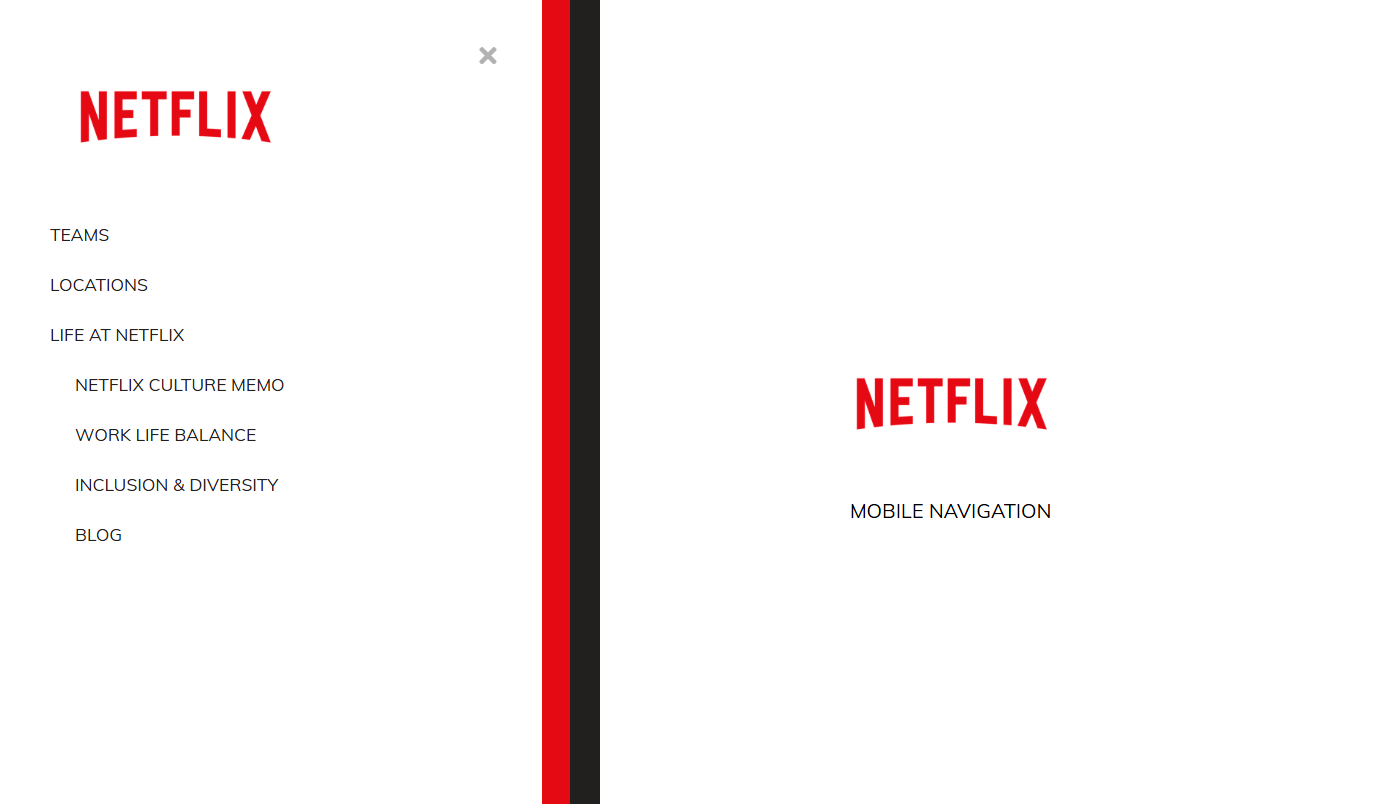 NETFLIX
TEAMS
LOCATIONS
LIFE AT NETFLIX
NETFLIX CULTURE MEMO
WORK LIFE BALANCE
INCLUSION & DIVERSITY
BLOG
NETFLIX
MOBILE NAVIGATION